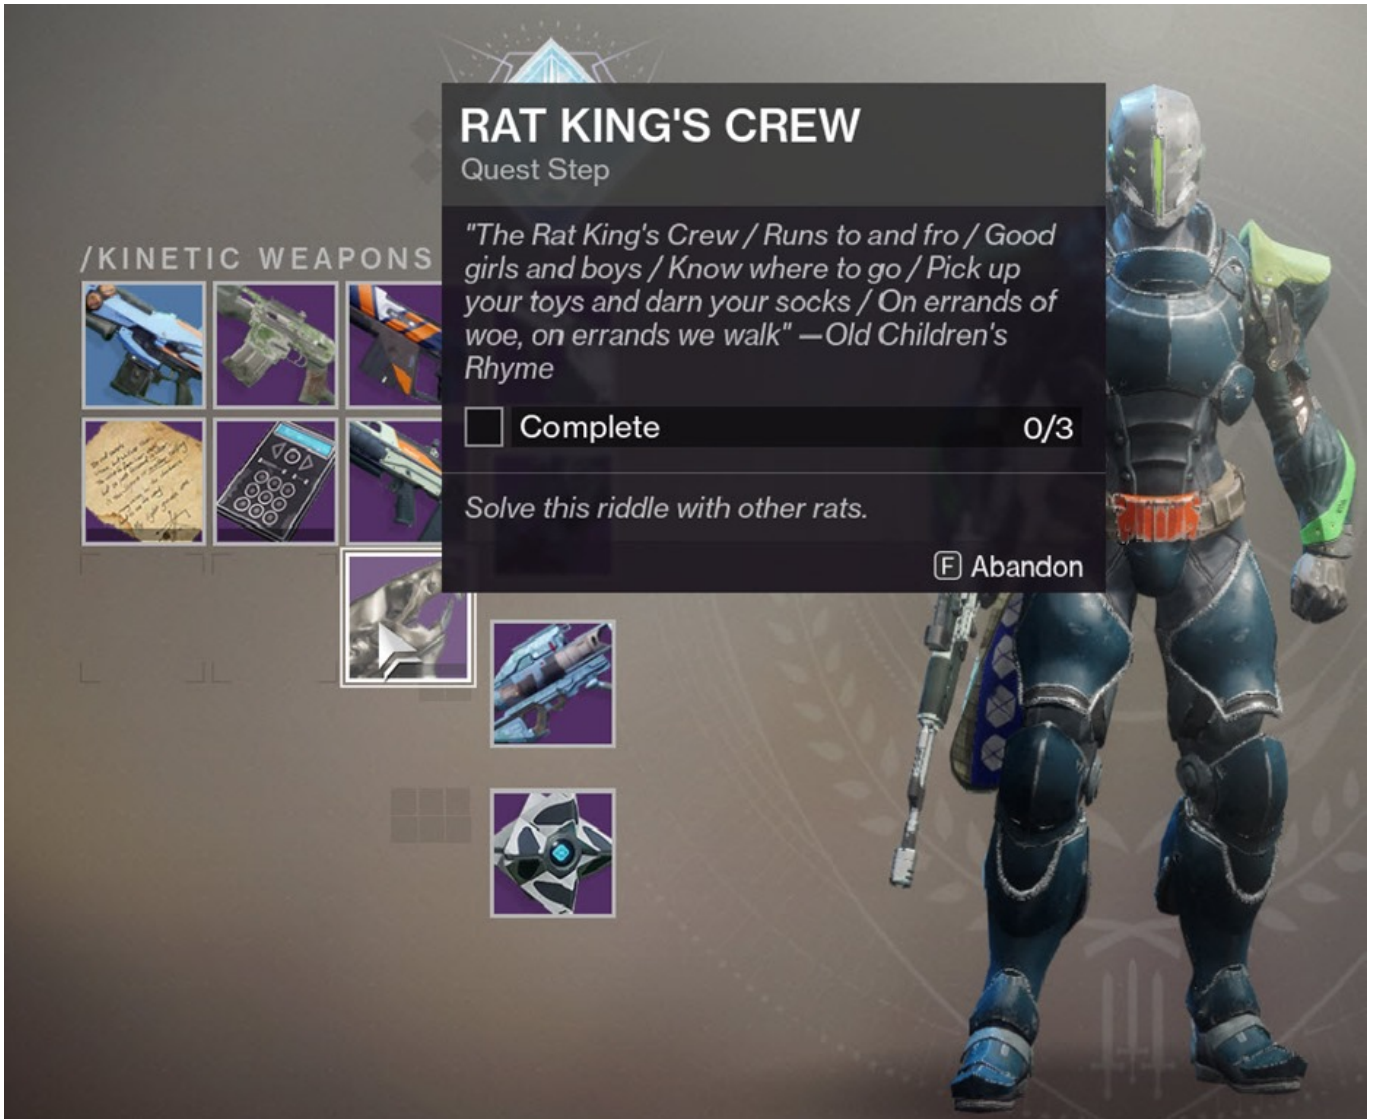 RAT KING'S CREW
Quest Step
"The Rat King's Crew / Runs to and fro / Good
girls and boys / Know where to go / Pick up
your toys and darn your socks / On errands of
woe, on errands we walk" —Old Children's
Rhyme
Complete 0/3
Solve this riddle with other rats.
F Abandon
/KINETIC WEAPONS